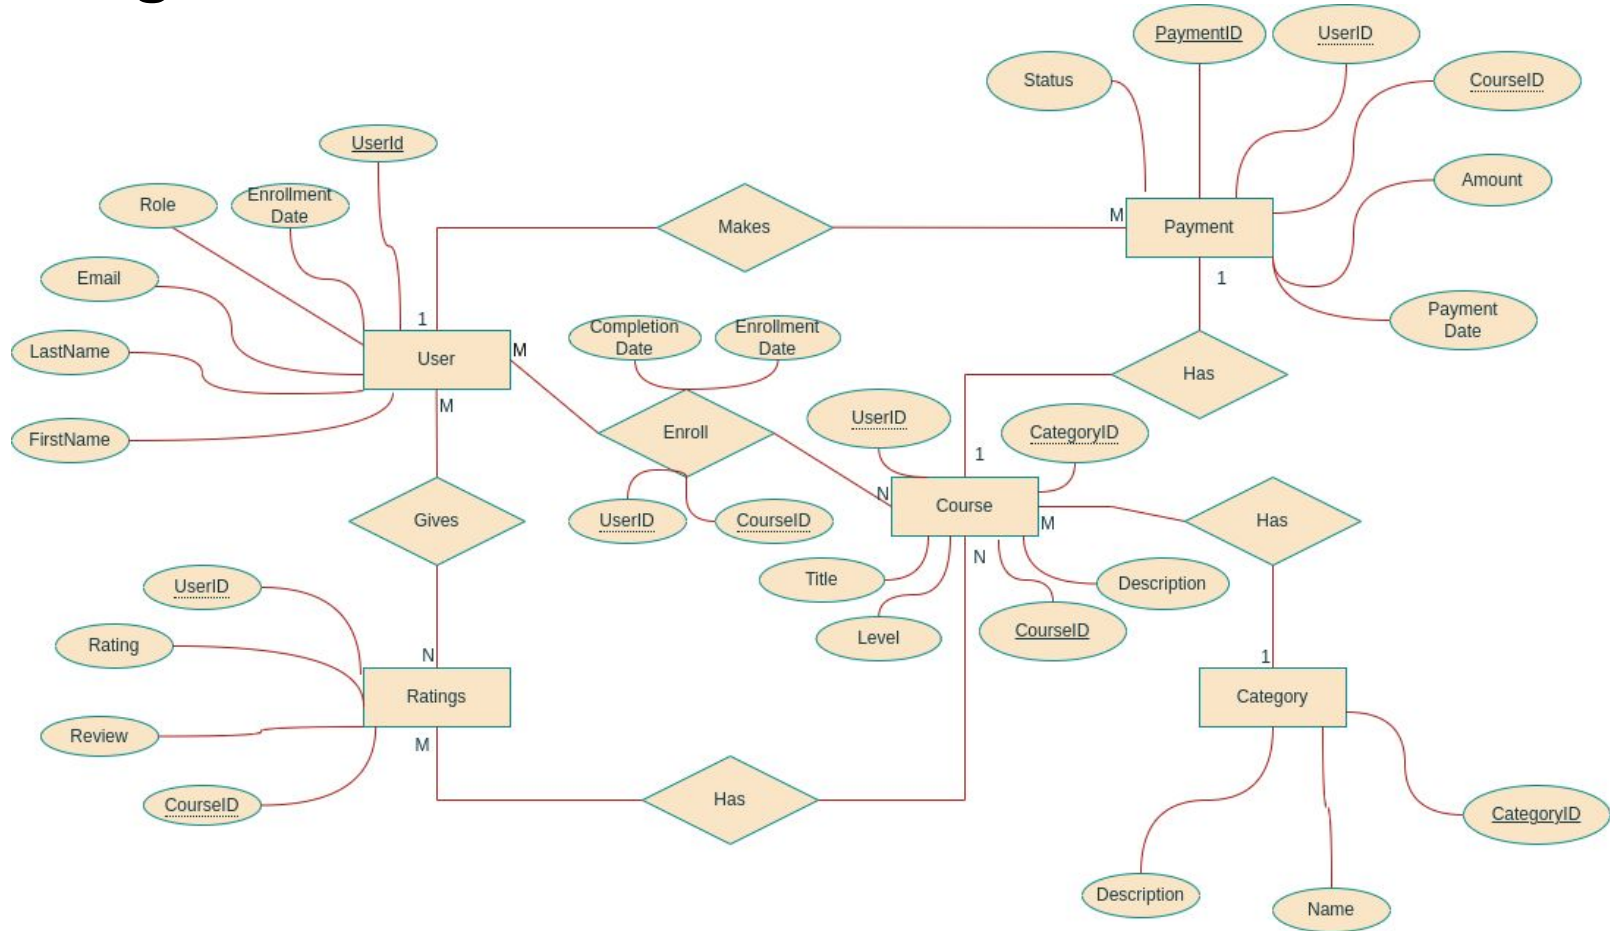 PaymentID
UserID
Status
CourseID
UserId
Amount
Role
Enrollment
Date
M
Makes
Payment
Email
1
Payment
Date
1
Completion
Date
Enrollment
Date
LastName
User
M
Has
M
UserID
CategoryID
FirstName
Enroll
1
N
Course
M
Has
Gives
UserID
CourseID
N
Title
Description
UserID
Level
CourseID
Rating
N
1
Ratings
Category
Review
M
Has
CourseID
CategoryID
Description
Name